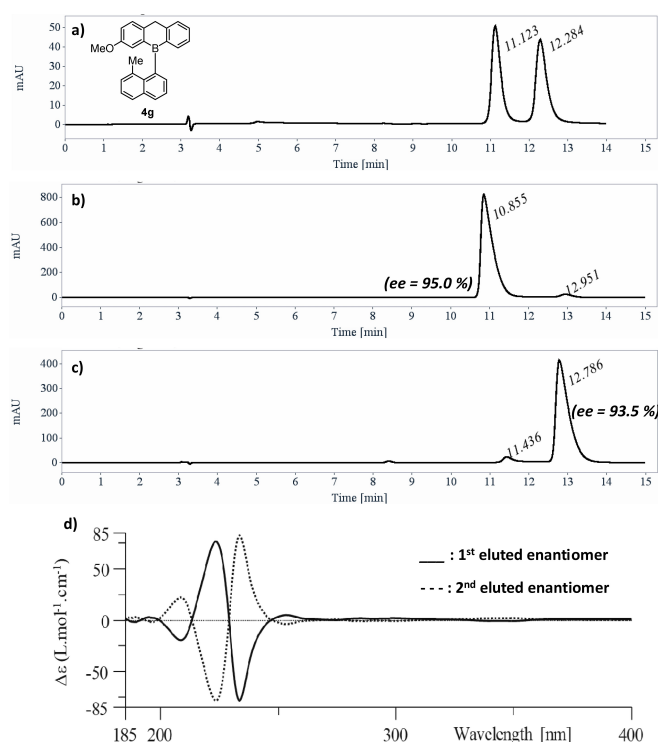 a)
MeO
B
Me
4g
11.123
12.284
50
40
30
20
10
0
mAU
0 1 2 3 4 5 6 7 8 9 10 11 12 13 14 15
Time [min]
b)
10.855
(ee = 95.0 %)
12.951
800
600
400
200
0
mAU
0 1 2 3 4 5 6 7 8 9 10 11 12 13 14 15
Time [min]
c)
12.786
(ee = 93.5 %)
11.436
400
300
200
100
0
mAU
0 1 2 3 4 5 6 7 8 9 10 11 12 13 14 15
Time [min]
d)
: 1st eluted enantiomer
: 2nd eluted enantiomer
85
50
0
-50
-85
Δε (L.mol-1.cm-1)
185 200 300 Wavelength [nm] 400